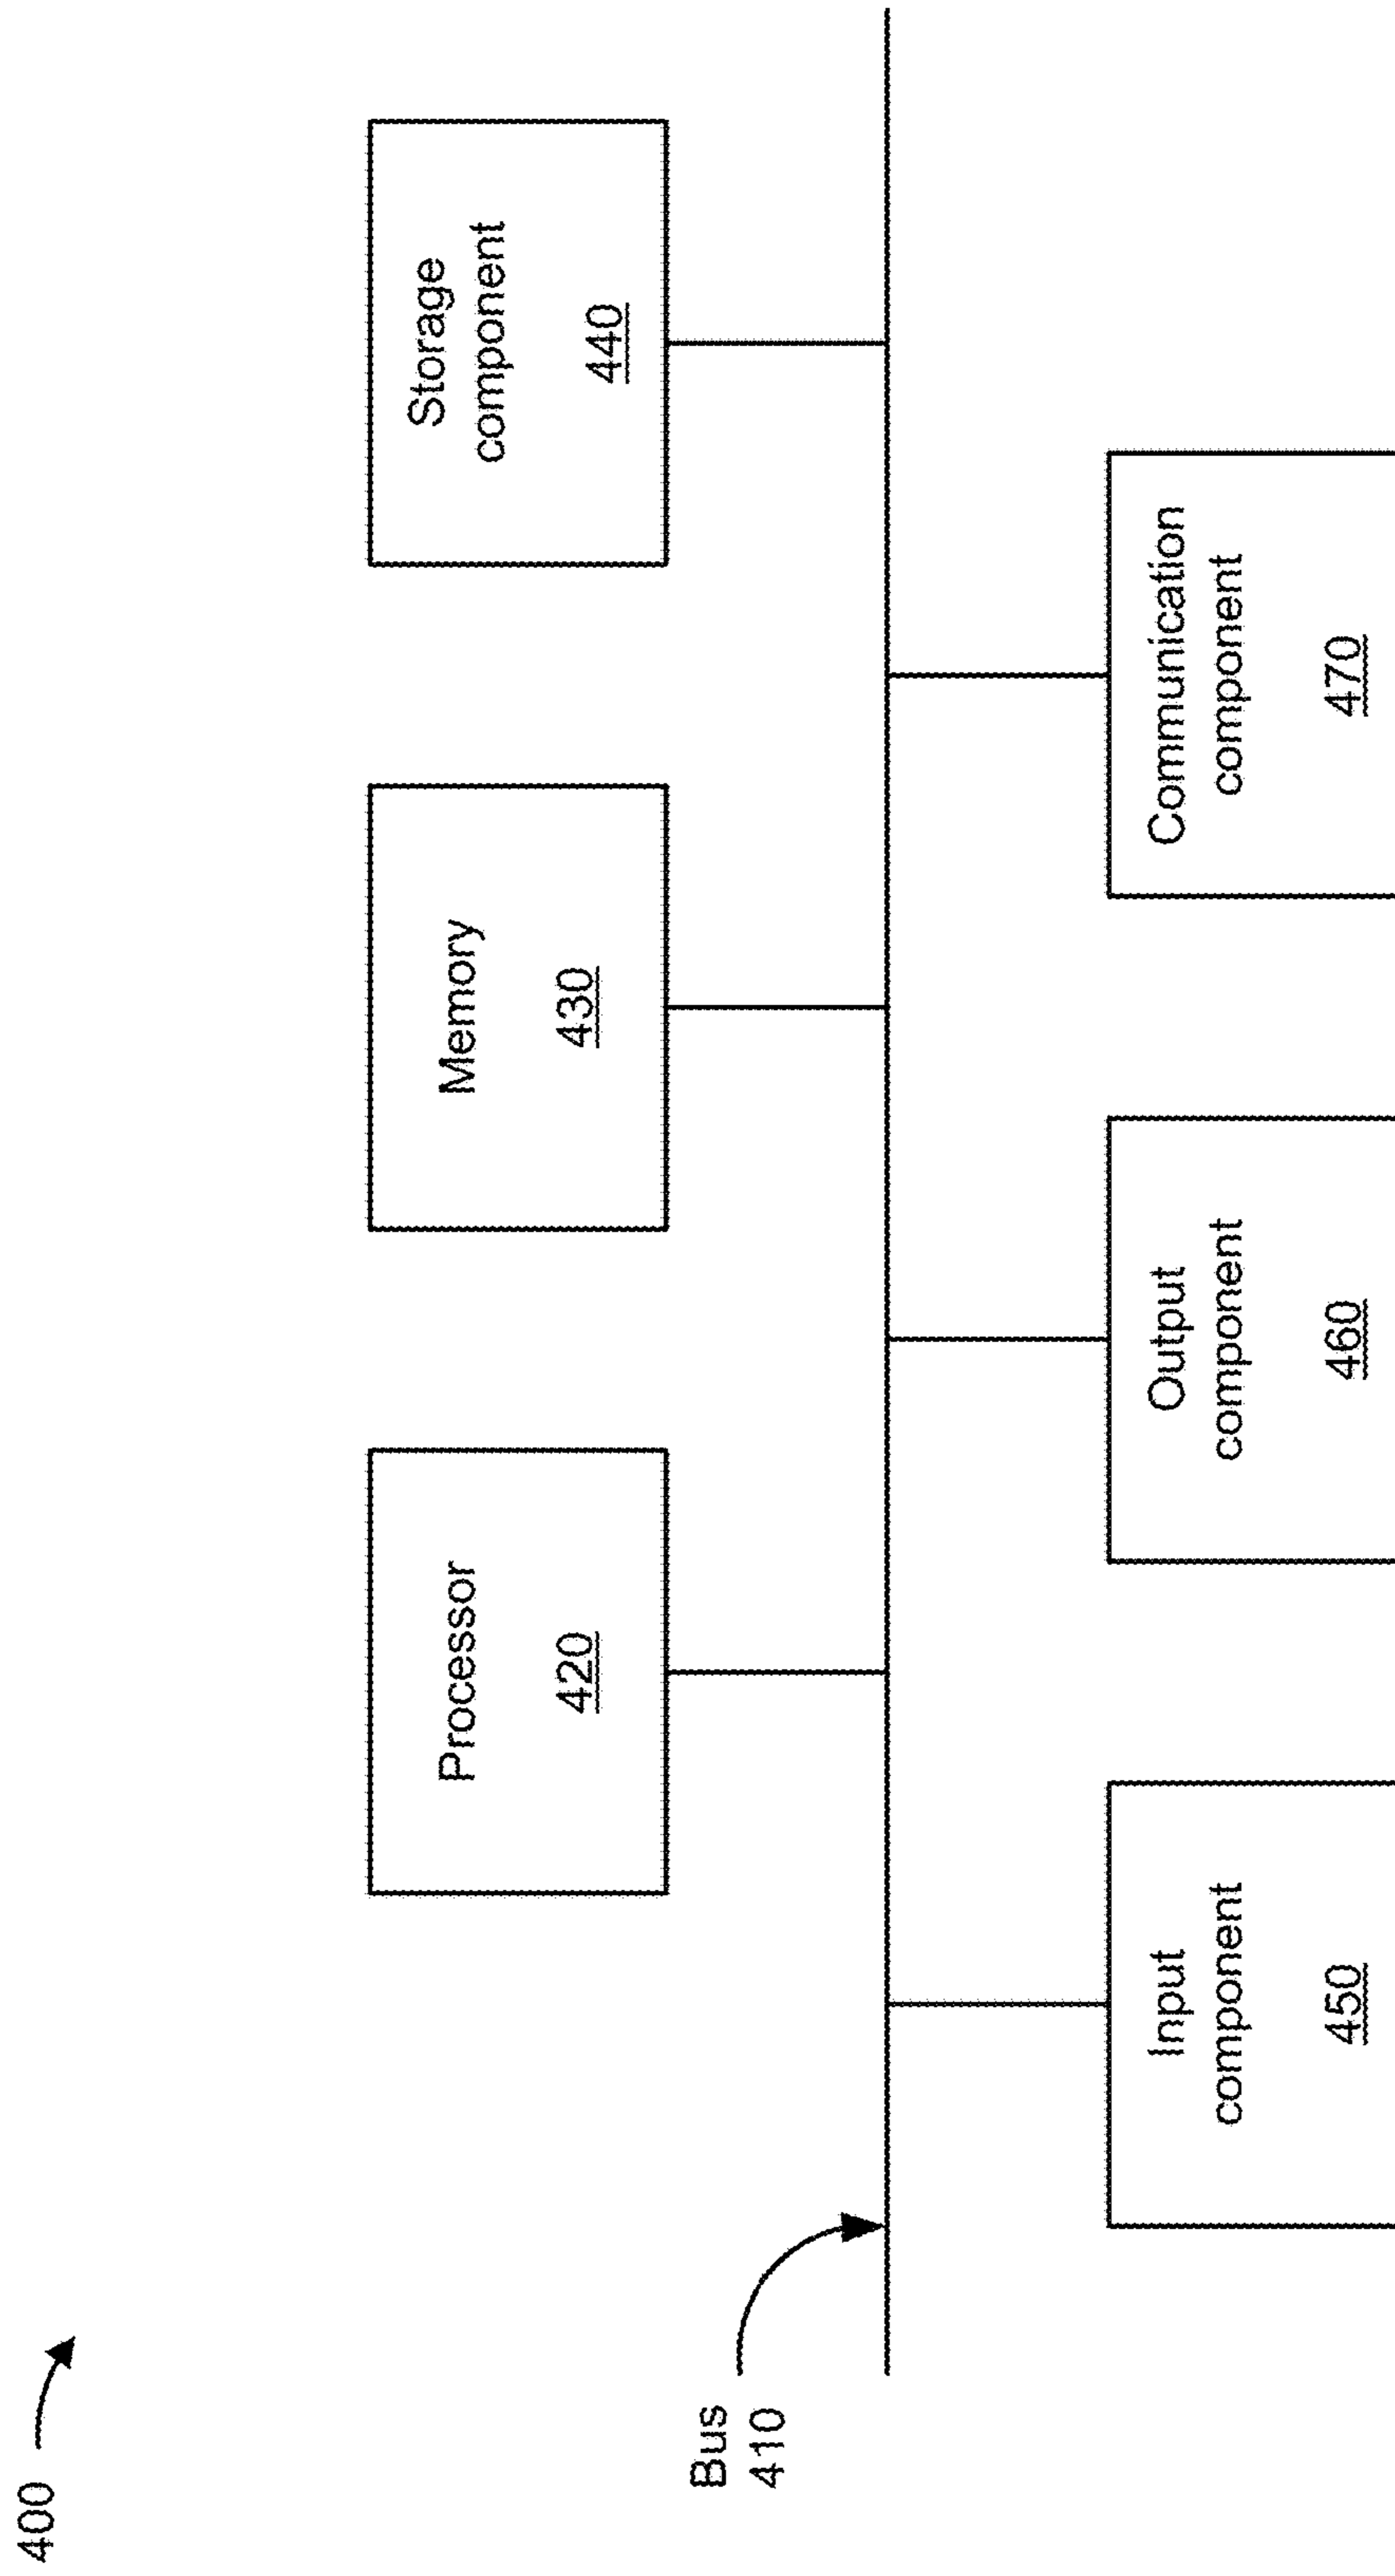 400
Bus
410
Processor
420
Memory
430
Storage
component
440
Input
component
450
Output
component
460
Communication
component
470